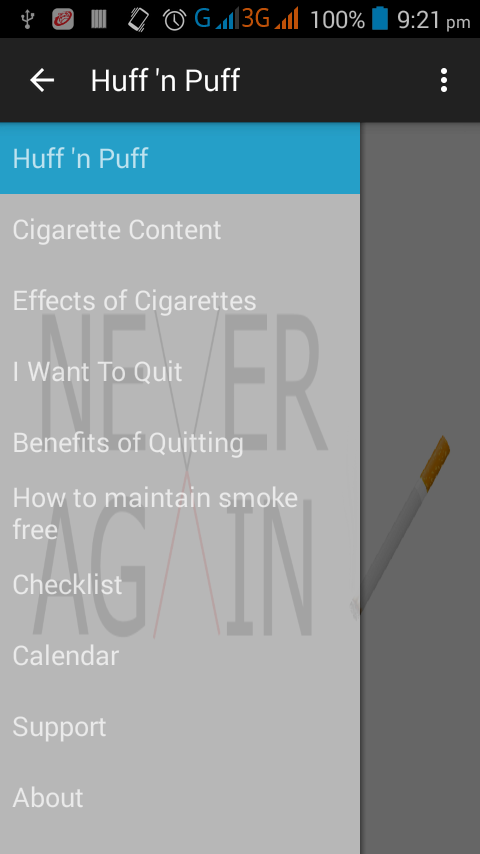 G 3G 100% 9:21 pm
Huff 'n Puff
Huff 'n Puff
Cigarette Content
Effects of Cigarettes
I Want To Quit
Benefits of Quitting
How to maintain smoke
free
Checklist
Calendar
Support
About
NEVER
AGAIN